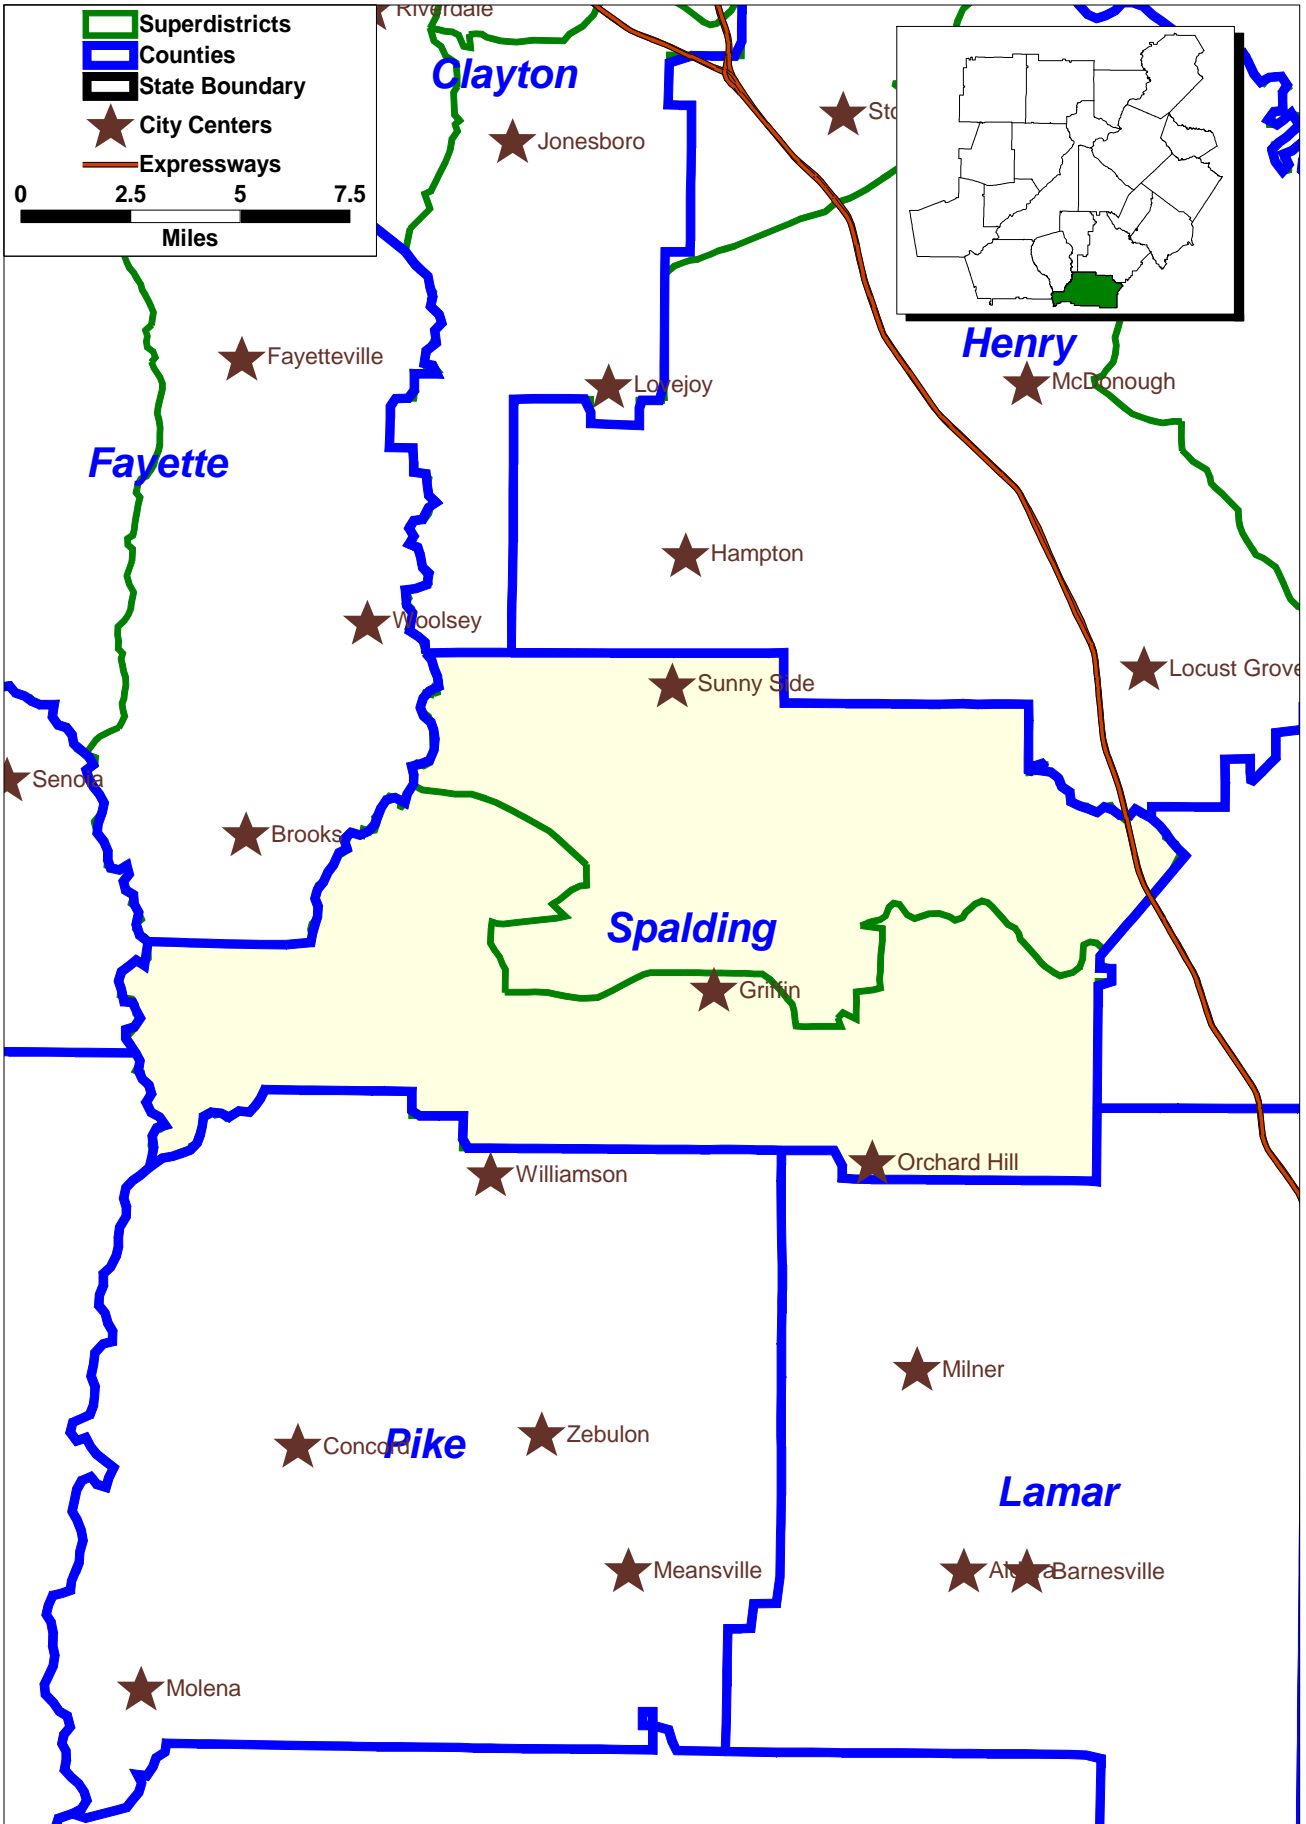 Riverdale
Superdistricts
Counties
State Boundary
City Centers
Expressways
0 2.5 5 7.5
Miles
Clayton
Jonesboro
Henry
McDonough
Fayetteville
Lovejoy
Fayette
Hampton
Woolsey
Locust Grove
Sunny Side
Senoia
Brooks
Spalding
Griffin
Orchard Hill
Williamson
Milner
Zebulon
Concord
Pike
Lamar
Meansville
Barnesville
Molena